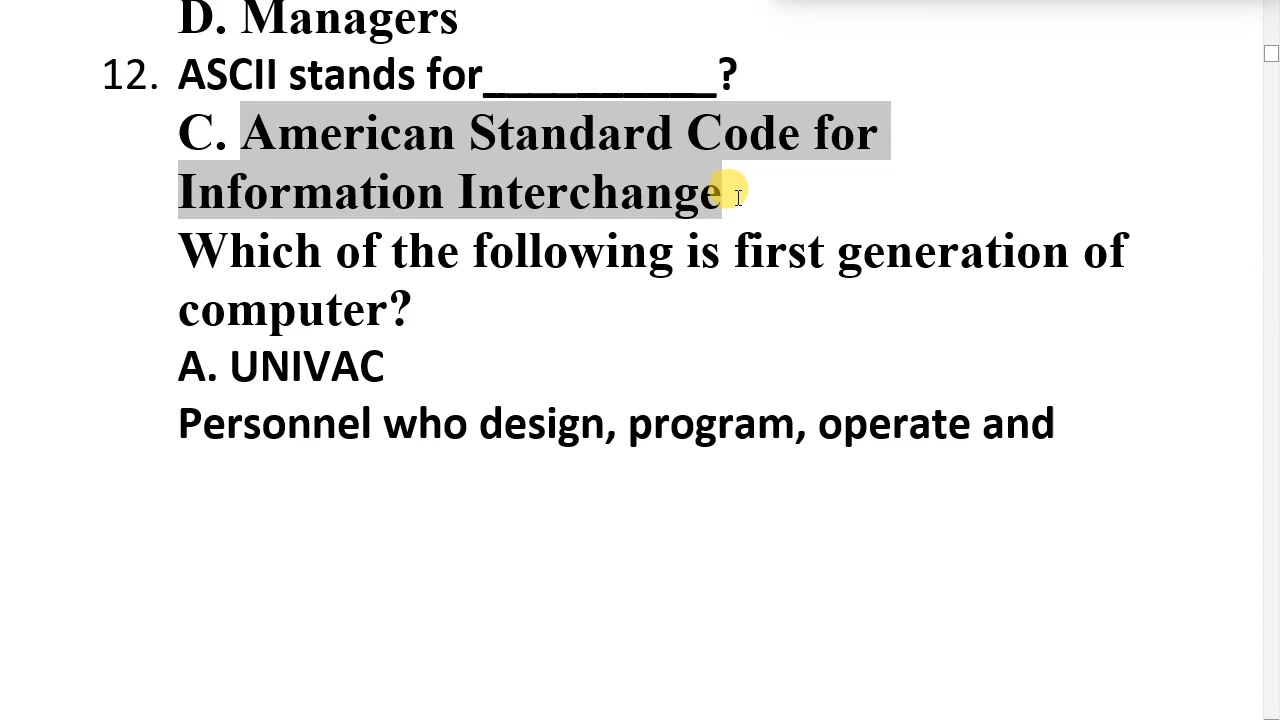 D. Managers
12. ASCII stands for__________?
C. American Standard Code for
Information Interchange
Which of the following is first generation of
computer?
A. UNIVAC
Personnel who design, program, operate and